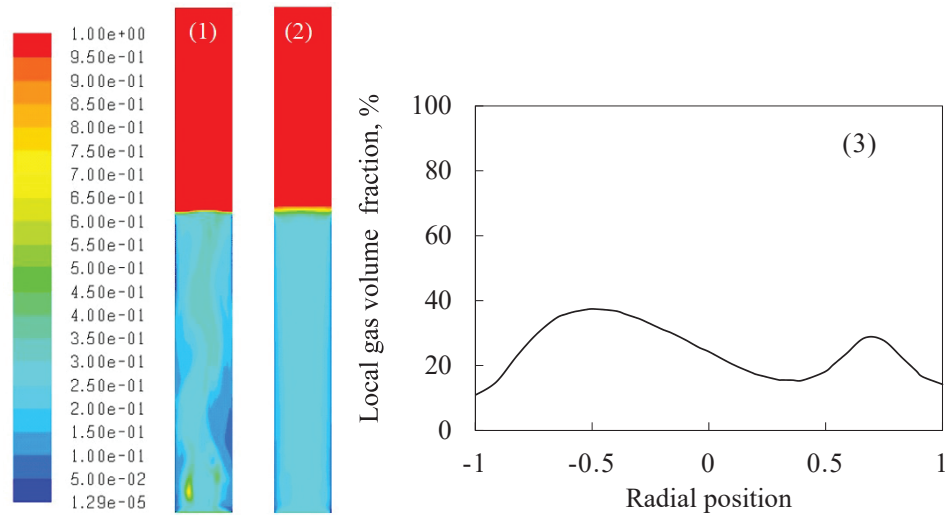 1.00e+00
9.50e-01
9.00e-01
8.50e-01
8.00e-01
7.50e-01
7.00e-01
6.50e-01
6.00e-01
5.50e-01
5.00e-01
4.50e-01
4.00e-01
3.50e-01
3.00e-01
2.50e-01
2.00e-01
1.50e-01
1.00e-01
5.00e-02
1.29e-05
(1)
(2)
Local gas volume fraction, %
100
80
60
40
20
0
(3)
-1
-0.5
0
0.5
1
Radial position